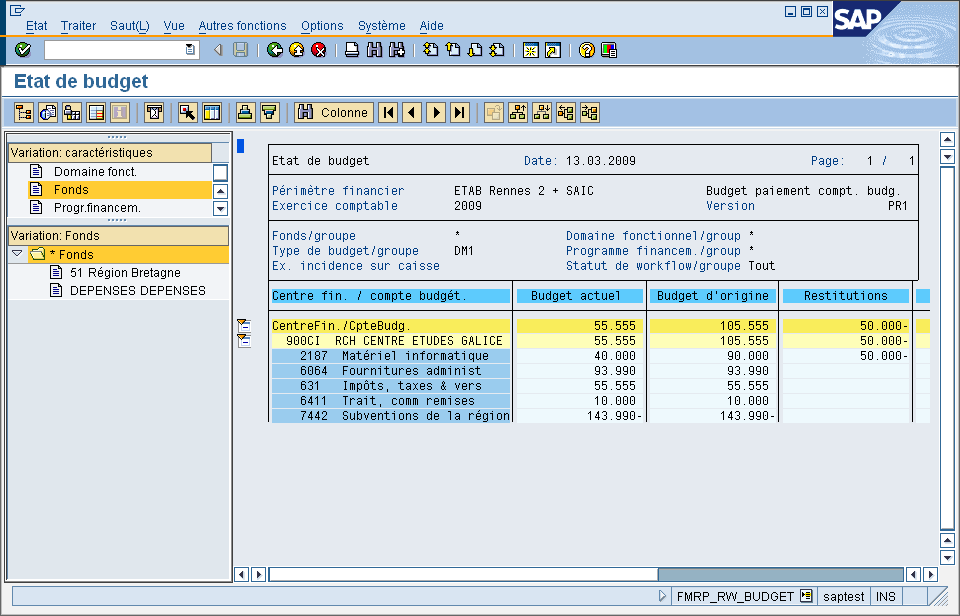 Etat Traiter Saut(L) Vue Autres fonctions Options Système Aide
SAP
Etat de budget
Colonne
Variation: caractéristiques
Domaine fonct.
Fonds
Progr.financem.
Variation: Fonds
* Fonds
51 Région Bretagne
DEPENSES DEPENSES
Etat de budget Date: 13.03.2009 Page: 1 / 1
Périmètre financier ETAB Rennes 2 + SAIC Budget paiement compt. budg.
Exercice comptable 2009 Version PR1
Fonds/groupe * Domaine fonctionnel/group *
Type de budget/groupe DM1 Programme financem./group *
Ex. incidence sur caisse Statut de workflow/groupe Tout
Centre fin. / compte budgét. Budget actuel Budget d'origine Restitutions
CentreFin./CpteBudg. 55.555 105.555 50.000-
900CI RCH CENTRE ETUDES GALICE 55.555 105.555 50.000-
2187 Matériel informatique 40.000 90.000 50.000-
6064 Fournitures administ 93.990 93.990
631 Impôts, taxes & vers 55.555 55.555
6411 Trait, comm remises 10.000 10.000
7442 Subventions de la région 143.990- 143.990-
FMRP_RW_BUDGET saptest INS